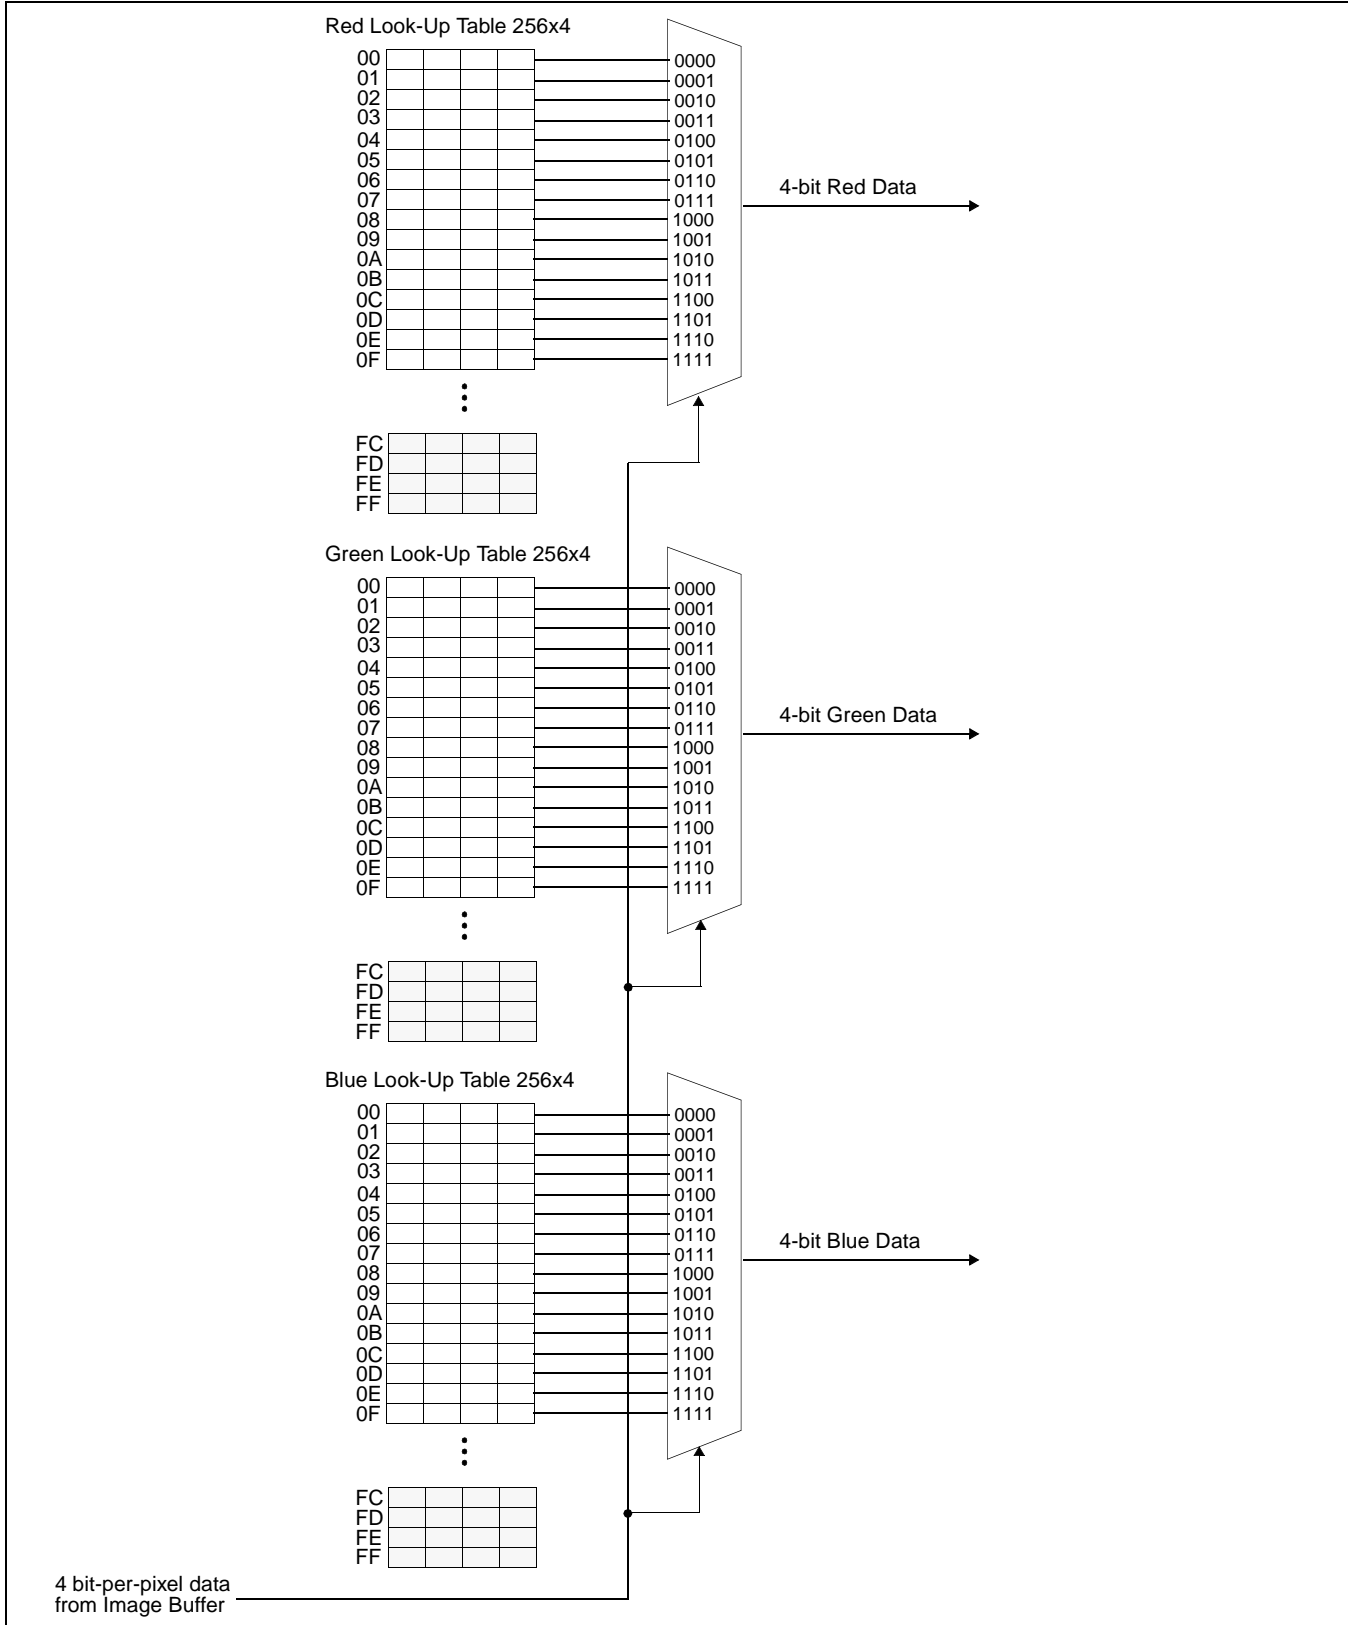 Red Look-Up Table 256x4
00 0000
01 0001
02 0010
03 0011
04 0100
05 0101
06 0110
07 0111
08 1000
09 1001
0A 1010
0B 1011
0C 1100
0D 1101
0E 1110
0F 1111
4-bit Red Data
FC
FD
FE
FF
Green Look-Up Table 256x4
00 0000
01 0001
02 0010
03 0011
04 0100
05 0101
06 0110
07 0111
08 1000
09 1001
0A 1010
0B 1011
0C 1100
0D 1101
0E 1110
0F 1111
4-bit Green Data
FC
FD
FE
FF
Blue Look-Up Table 256x4
00 0000
01 0001
02 0010
03 0011
04 0100
05 0101
06 0110
07 0111
08 1000
09 1001
0A 1010
0B 1011
0C 1100
0D 1101
0E 1110
0F 1111
4-bit Blue Data
FC
FD
FE
FF
4 bit-per-pixel data
from Image Buffer